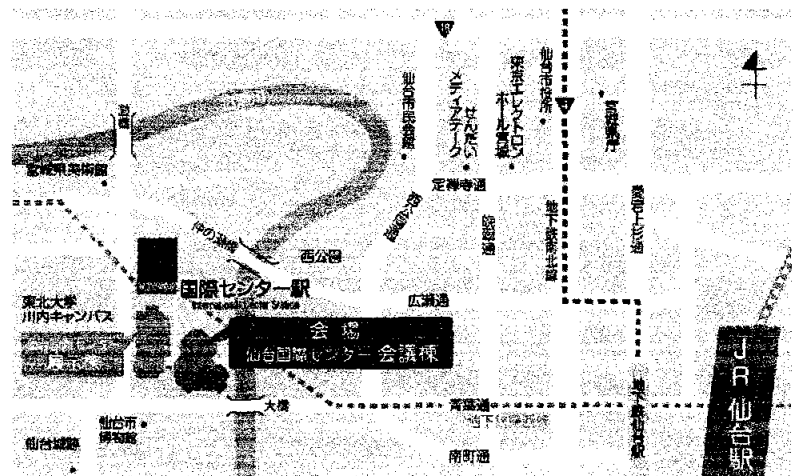 仙台市民会館
せんだい
メディアテーク
東京エレクトロン
ホール宮城
仙台市役所
宮城県庁
宮城県美術館
定禅寺通
西公園通
晩翠通
地下鉄南北線
愛宕上杉通
仲の瀬橋
西公園
国際センター駅
International Center Station
広瀬通
東北大学
川内キャンパス
会場
仙台国際センター 会議棟
JR仙台駅
大橋
青葉通
地下鉄仙台駅
仙台市
博物館
仙台城跡
南町通